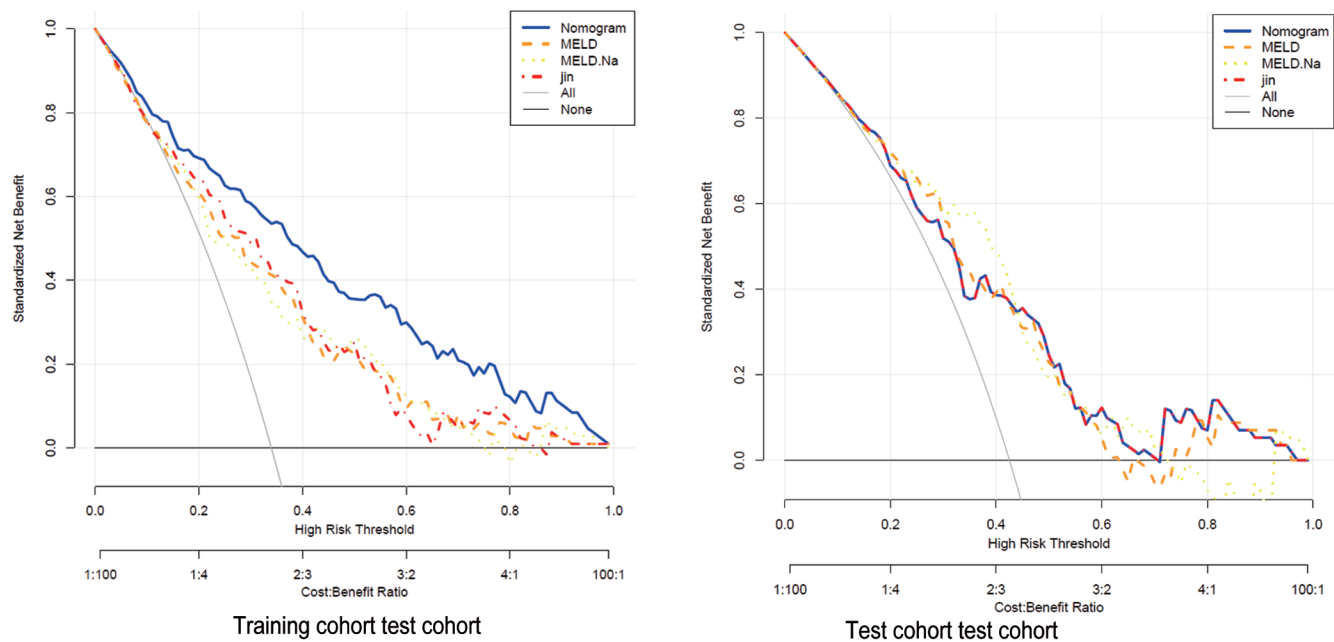 Nomogram
MELD
MELD.Na
jin
All
None
1.0
0.8
0.6
0.4
0.2
0.0
Standardized Net Benefit
0.0 0.2 0.4 0.6 0.8 1.0
High Risk Threshold
1:100 1:4 2:3 3:2 4:1 100:1
Cost:Benefit Ratio
Training cohort test cohort
Nomogram
MELD
MELD.Na
jin
All
None
1.0
0.8
0.6
0.4
0.2
0.0
Standardized Net Benefit
0.0 0.2 0.4 0.6 0.8 1.0
High Risk Threshold
1:100 1:4 2:3 3:2 4:1 100:1
Cost:Benefit Ratio
Test cohort test cohort